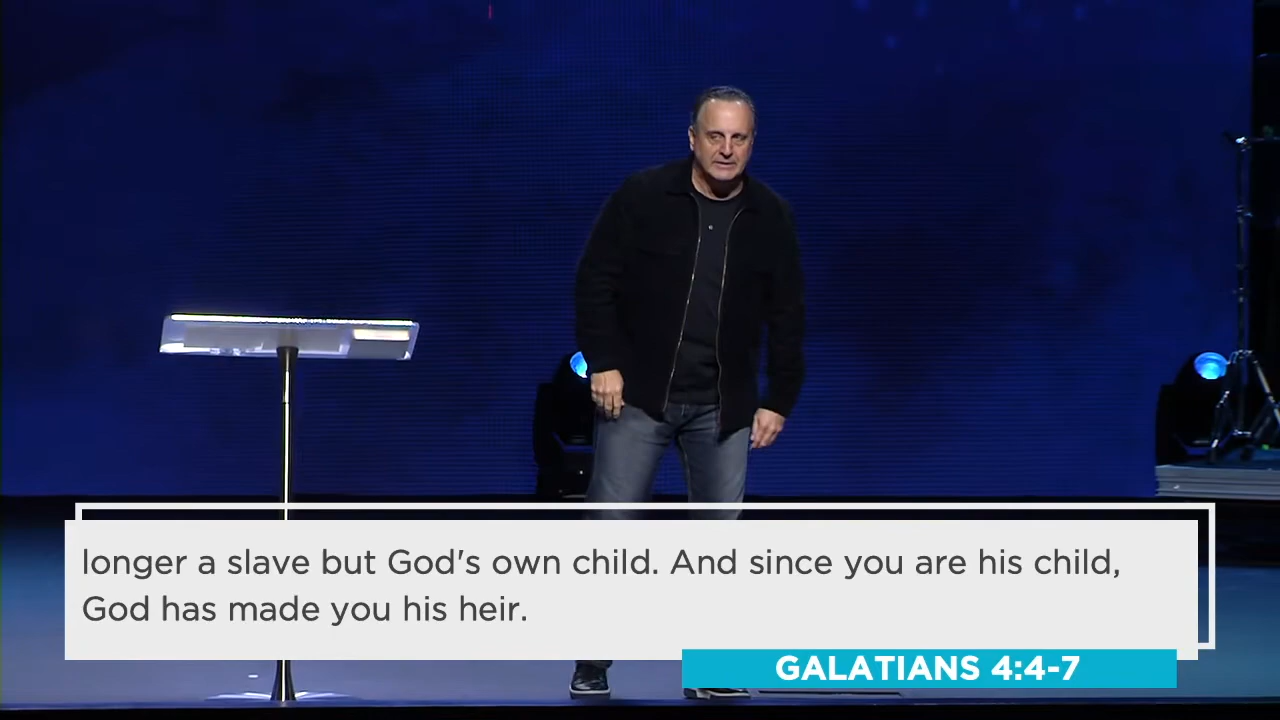 longer a slave but God's own child. And since you are his child,
God has made you his heir.
GALATIANS 4:4-7